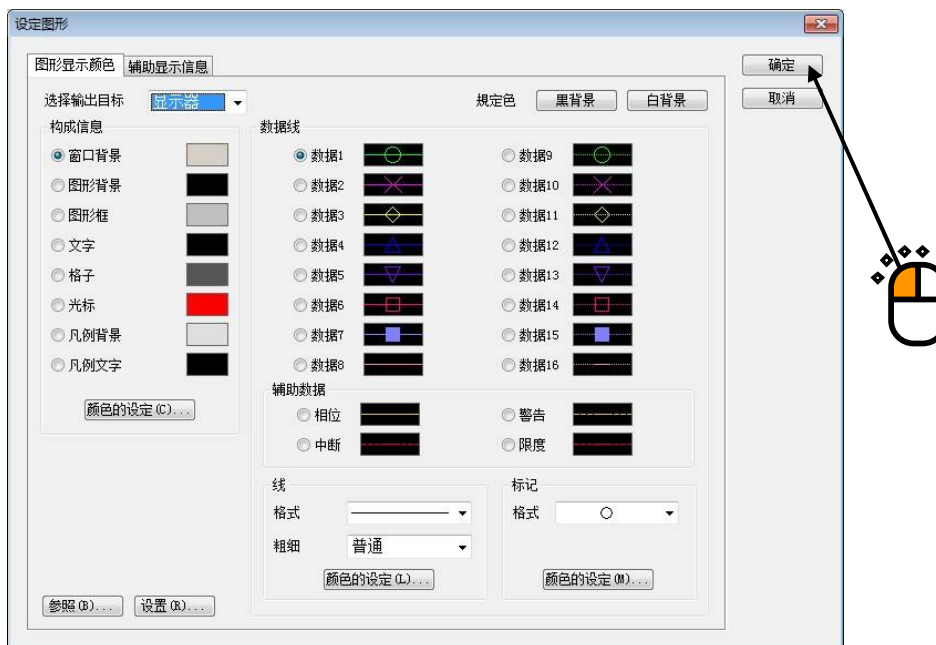 设定图形
图形显示颜色 辅助显示信息
确定
取消
选择输出目标 显示器 規定色 黒背景 白背景
构成信息 数据线
窗口背景 数据1 数据9
图形背景 数据2 数据10
图形框 数据3 数据11
文字 数据4 数据12
格子 数据5 数据13
光标 数据6 数据14
凡例背景 数据7 数据15
凡例文字 数据8 数据16
颜色的设定(C)...
辅助数据
相位 警告
中断 限度
线 标记
格式 格式
粗细 普通
颜色的设定(L)... 颜色的设定(M)...
参照(B)... 设置(R)...